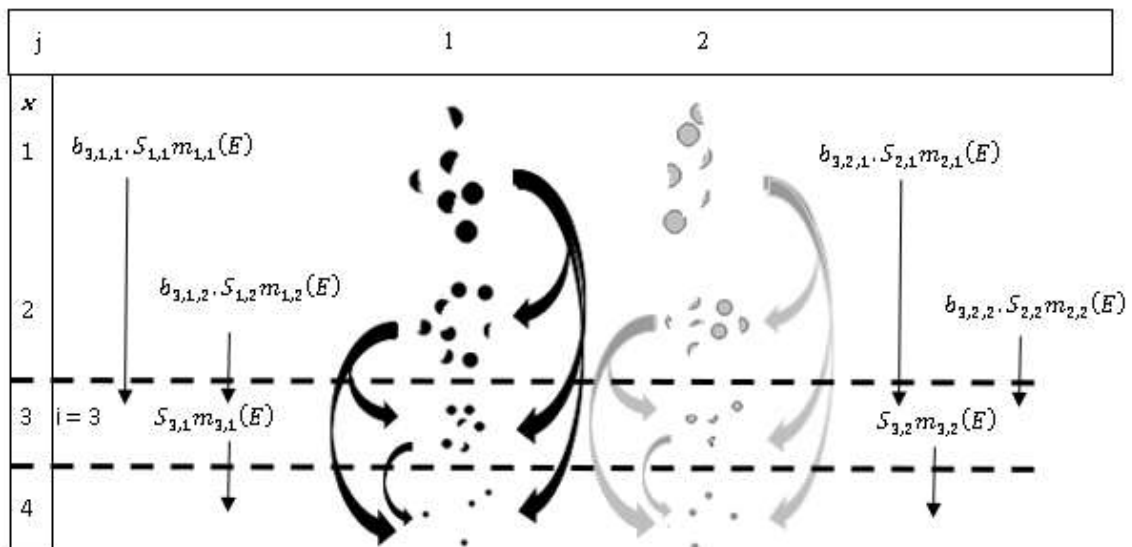 j 1 2
x
1 b₃,₁,₁.S₁,₁m₁,₁(E) b₃,₂,₁.S₂,₁m₂,₁(E)
2 b₃,₁,₂.S₁,₂m₁,₂(E) b₃,₂,₂.S₂,₂m₂,₂(E)
3 i = 3 S₃,₁m₃,₁(E) S₃,₂m₃,₂(E)
4